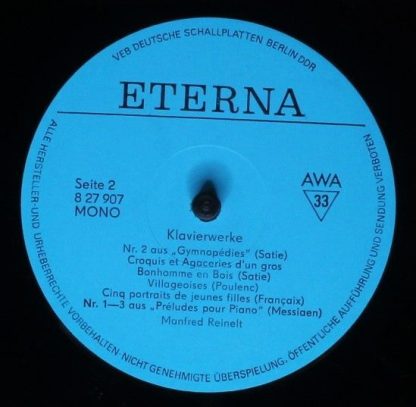 VEB DEUTSCHE SCHALLPLATTEN BERLIN DDR
ETERNA
Seite 2
8 27 907
MONO
AWA
33
Klavierwerke
Nr. 2 aus „Gymnopédies" (Satie)
Croquis et Agaceries d'un gros
Bonhomme en Bois (Satie)
Villageoises (Poulenc)
Cinq portraits de jeunes filles (Françaix)
Nr. 1—3 aus „Préludes pour Piano" (Messiaen)
Manfred Reinelt
ALLE HERSTELLER- UND URHEBERRECHTE VORBEHALTEN. NICHT GENEHMIGTE ÜBERSPIELUNG, ÖFFENTLICHE AUFFÜHRUNG UND SENDUNG VERBOTEN